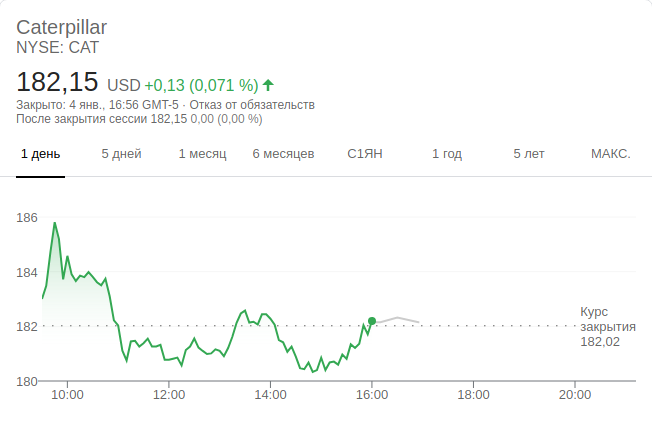 Caterpillar
NYSE: CAT
182,15 USD +0,13 (0,071 %)
Закрыто: 4 янв., 16:56 GMT-5 · Отказ от обязательств
После закрытия сессии 182,15 0,00 (0,00 %)
1 день 5 дней 1 месяц 6 месяцев С1ЯН 1 год 5 лет МАКС.
186
184
182
180
Курс
закрытия
182,02
10:00 12:00 14:00 16:00 18:00 20:00